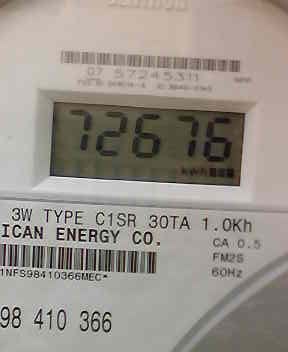 07 57245311
72676
kWh
3W TYPE C1SR 30TA 1.0Kh
ICAN ENERGY CO.
CA 0.5
FM2S
60Hz
1NFS98410366MEC*
98 410 366